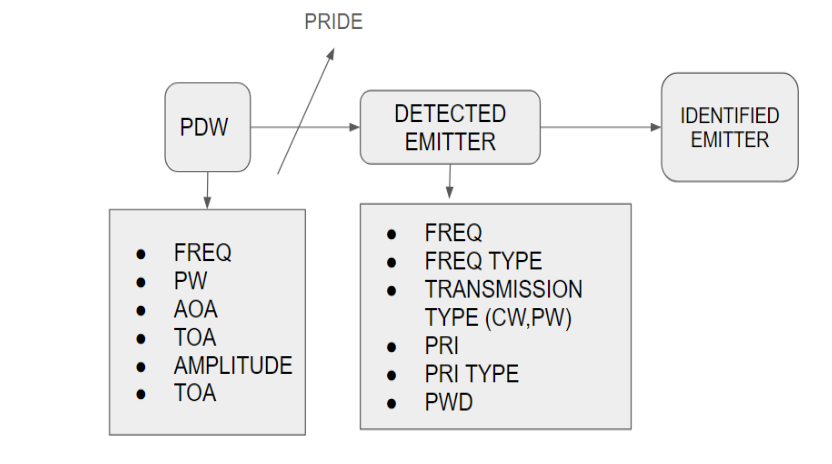 PRIDE
PDW
DETECTED
EMITTER
IDENTIFIED
EMITTER
● FREQ
● PW
● AOA
● TOA
● AMPLITUDE
● TOA
● FREQ
● FREQ TYPE
● TRANSMISSION
TYPE (CW,PW)
● PRI
● PRI TYPE
● PWD